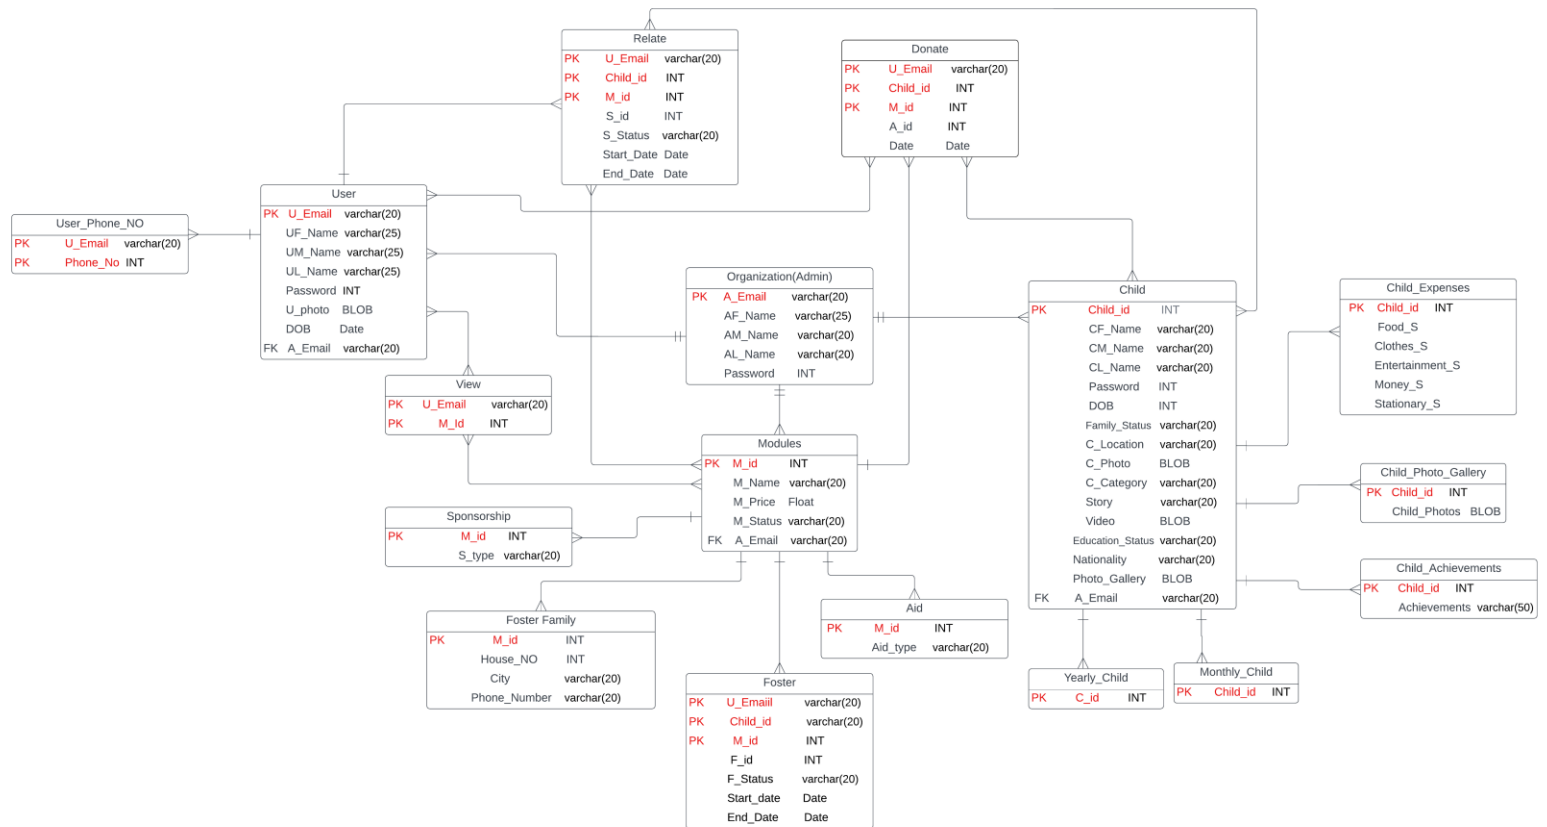 Relate
PK U_Email varchar(20)
PK Child_id INT
PK M_id INT
S_id INT
S_Status varchar(20)
Start_Date Date
End_Date Date
Donate
PK U_Email varchar(20)
PK Child_id INT
PK M_id INT
A_id INT
Date Date
User
PK U_Email varchar(20)
UF_Name varchar(25)
UM_Name varchar(25)
UL_Name varchar(25)
Password INT
U_photo BLOB
DOB Date
FK A_Email varchar(20)
User_Phone_NO
PK U_Email varchar(20)
PK Phone_No INT
Organization(Admin)
PK A_Email varchar(20)
AF_Name varchar(25)
AM_Name varchar(20)
AL_Name varchar(20)
Password INT
Child
PK Child_id INT
CF_Name varchar(20)
CM_Name varchar(20)
CL_Name varchar(20)
Password INT
DOB INT
Family_Status varchar(20)
C_Location varchar(20)
C_Photo BLOB
C_Category varchar(20)
Story varchar(20)
Video BLOB
Education_Status varchar(20)
Nationality varchar(20)
Photo_Gallery BLOB
FK A_Email varchar(20)
Child_Expenses
PK Child_id INT
Food_S
Clothes_S
Entertainment_S
Money_S
Stationary_S
View
PK U_Email varchar(20)
PK M_Id INT
Modules
PK M_id INT
M_Name varchar(20)
M_Price Float
M_Status varchar(20)
FK A_Email varchar(20)
Child_Photo_Gallery
PK Child_id INT
Child_Photos BLOB
Sponsorship
PK M_id INT
S_type varchar(20)
Child_Achievements
PK Child_id INT
Achievements varchar(50)
Foster Family
PK M_id INT
House_NO INT
City varchar(20)
Phone_Number varchar(20)
Aid
PK M_id INT
Aid_type varchar(20)
Foster
PK U_Emaiil varchar(20)
PK Child_id varchar(20)
PK M_id INT
F_id INT
F_Status varchar(20)
Start_date Date
End_Date Date
Yearly_Child
PK C_id INT
Monthly_Child
PK Child_id INT